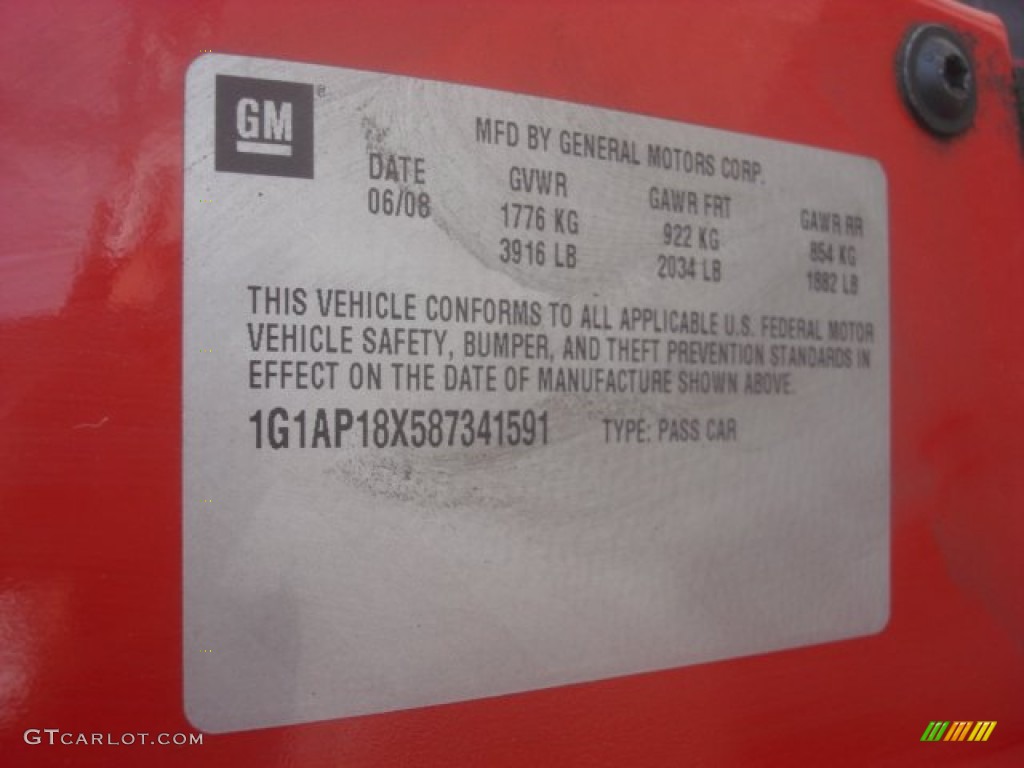 GM®
MFD BY GENERAL MOTORS CORP.
DATE GVWR GAWR FRT GAWR RR
06/08 1776 KG 922 KG 854 KG
3916 LB 2034 LB 1882 LB
THIS VEHICLE CONFORMS TO ALL APPLICABLE U.S. FEDERAL MOTOR
VEHICLE SAFETY, BUMPER, AND THEFT PREVENTION STANDARDS IN
EFFECT ON THE DATE OF MANUFACTURE SHOWN ABOVE.
1G1AP18X587341591 TYPE: PASS CAR
GTCARLOT.COM